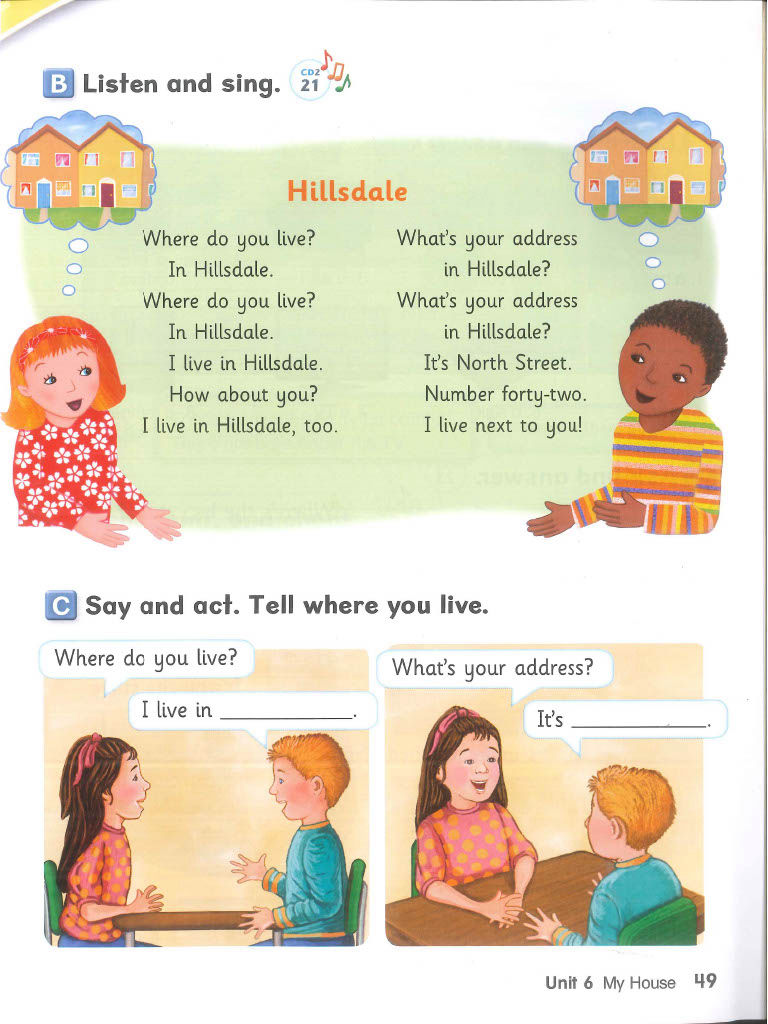 B Listen and sing. CD2 21
Hillsdale
Where do you live?
In Hillsdale.
Where do you live?
In Hillsdale.
I live in Hillsdale.
How about you?
I live in Hillsdale, too.
What's your address
in Hillsdale?
What's your address
in Hillsdale?
It's North Street.
Number forty-two.
I live next to you!
C Say and act. Tell where you live.
Where do you live?
I live in ____________.
What's your address?
It's ____________.
Unit 6 My House 49